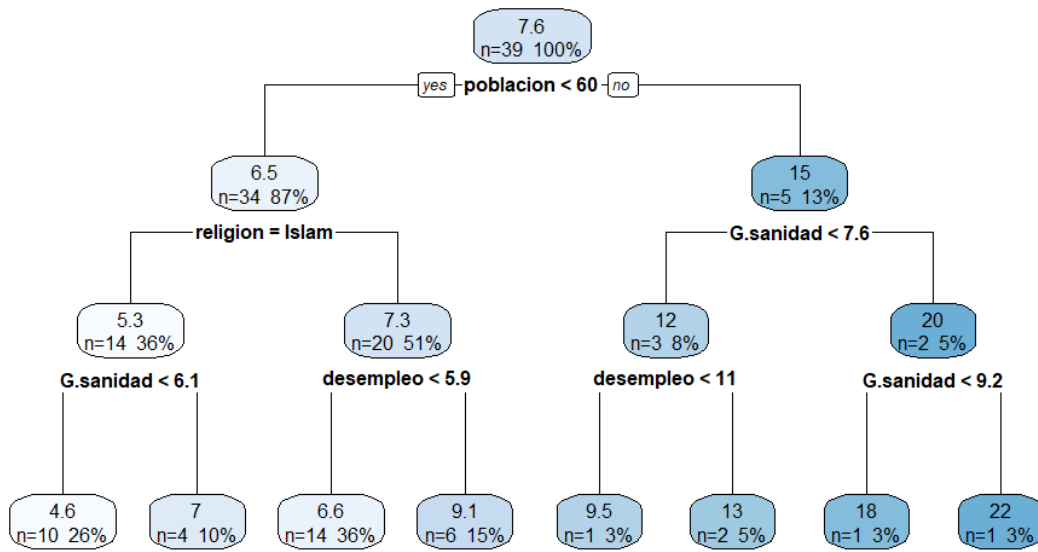 7.6
n=39 100%
yes poblacion < 60 no
6.5
n=34 87%
15
n=5 13%
religion = Islam
G.sanidad < 7.6
5.3
n=14 36%
7.3
n=20 51%
12
n=3 8%
20
n=2 5%
G.sanidad < 6.1
desempleo < 5.9
desempleo < 11
G.sanidad < 9.2
4.6
n=10 26%
7
n=4 10%
6.6
n=14 36%
9.1
n=6 15%
9.5
n=1 3%
13
n=2 5%
18
n=1 3%
22
n=1 3%